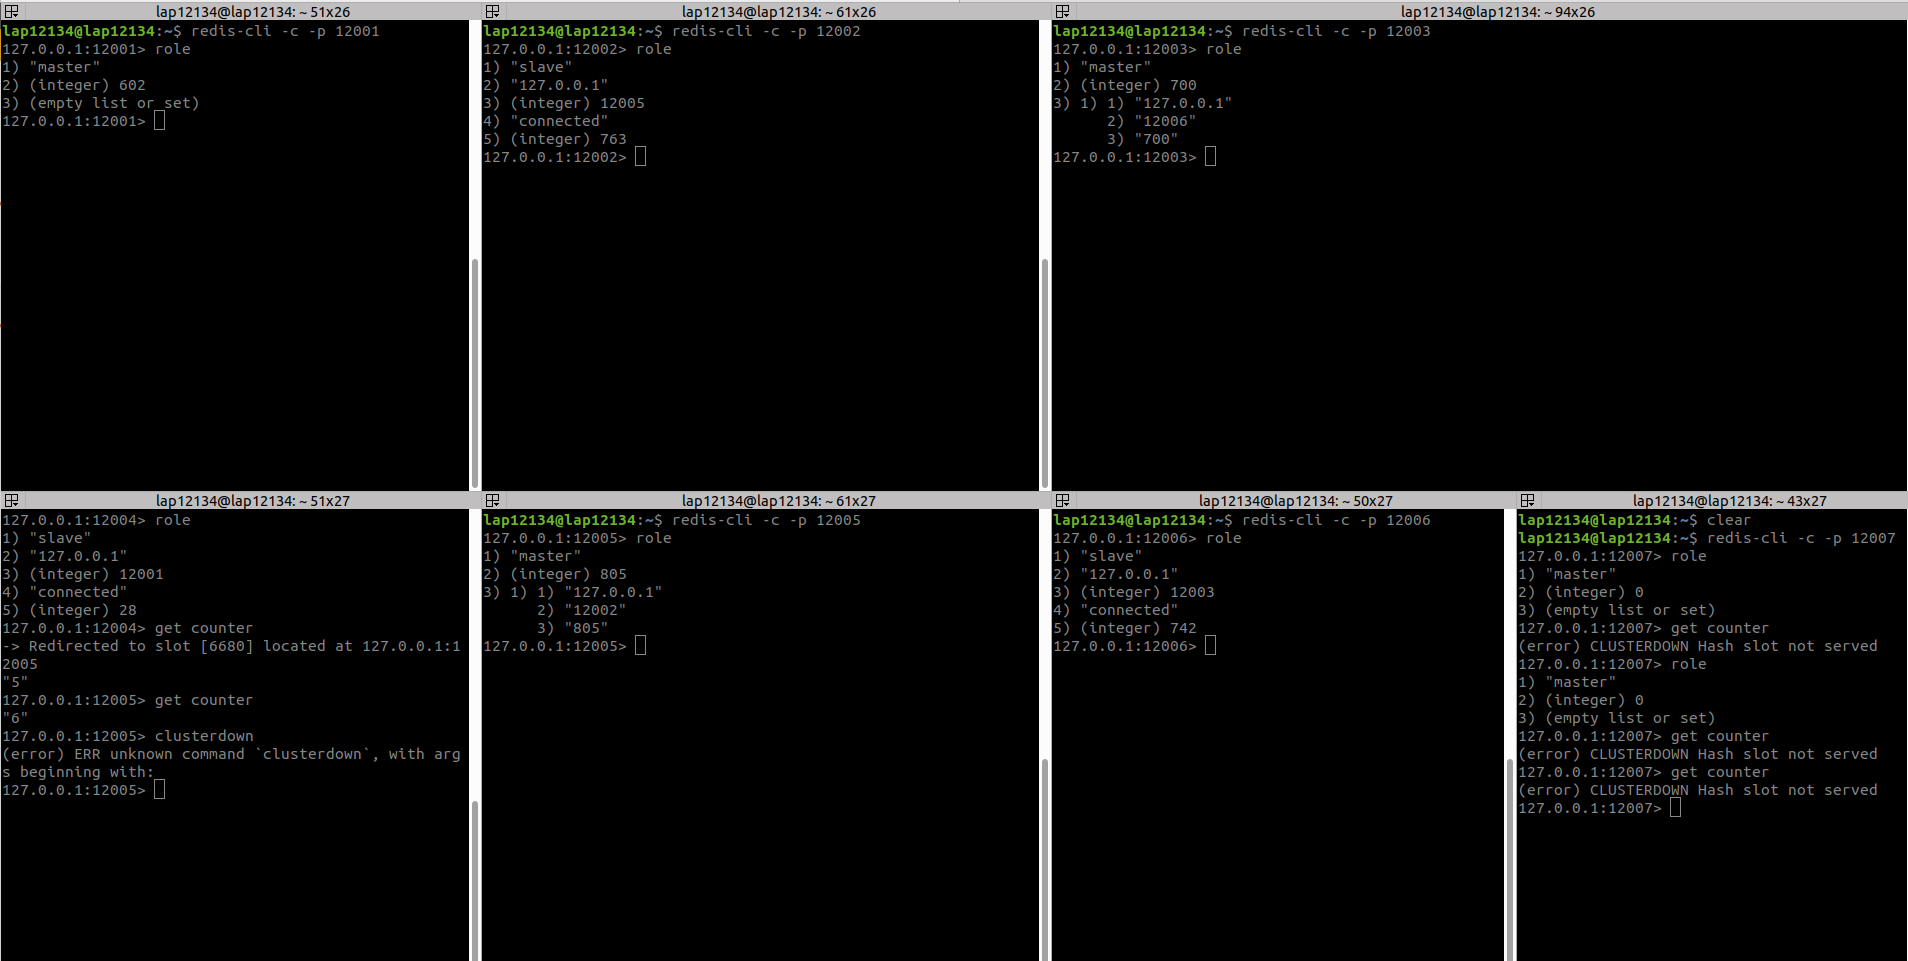 lap12134@lap12134: ~ 51x26
lap12134@lap12134:~$ redis-cli -c -p 12001
127.0.0.1:12001> role
1) "master"
2) (integer) 602
3) (empty list or set)
127.0.0.1:12001>
lap12134@lap12134: ~ 61x26
lap12134@lap12134:~$ redis-cli -c -p 12002
127.0.0.1:12002> role
1) "slave"
2) "127.0.0.1"
3) (integer) 12005
4) "connected"
5) (integer) 763
127.0.0.1:12002>
lap12134@lap12134: ~ 94x26
lap12134@lap12134:~$ redis-cli -c -p 12003
127.0.0.1:12003> role
1) "master"
2) (integer) 700
3) 1) 1) "127.0.0.1"
2) "12006"
3) "700"
127.0.0.1:12003>
lap12134@lap12134: ~ 51x27
127.0.0.1:12004> role
1) "slave"
2) "127.0.0.1"
3) (integer) 12001
4) "connected"
5) (integer) 28
127.0.0.1:12004> get counter
-> Redirected to slot [6680] located at 127.0.0.1:1
2005
"5"
127.0.0.1:12005> get counter
"6"
127.0.0.1:12005> clusterdown
(error) ERR unknown command `clusterdown`, with arg
s beginning with:
127.0.0.1:12005>
lap12134@lap12134: ~ 61x27
lap12134@lap12134:~$ redis-cli -c -p 12005
127.0.0.1:12005> role
1) "master"
2) (integer) 805
3) 1) 1) "127.0.0.1"
2) "12002"
3) "805"
127.0.0.1:12005>
lap12134@lap12134: ~ 50x27
lap12134@lap12134:~$ redis-cli -c -p 12006
127.0.0.1:12006> role
1) "slave"
2) "127.0.0.1"
3) (integer) 12003
4) "connected"
5) (integer) 742
127.0.0.1:12006>
lap12134@lap12134: ~ 43x27
lap12134@lap12134:~$ clear
lap12134@lap12134:~$ redis-cli -c -p 12007
127.0.0.1:12007> role
1) "master"
2) (integer) 0
3) (empty list or set)
127.0.0.1:12007> get counter
(error) CLUSTERDOWN Hash slot not served
127.0.0.1:12007> role
1) "master"
2) (integer) 0
3) (empty list or set)
127.0.0.1:12007> get counter
(error) CLUSTERDOWN Hash slot not served
127.0.0.1:12007> get counter
(error) CLUSTERDOWN Hash slot not served
127.0.0.1:12007>